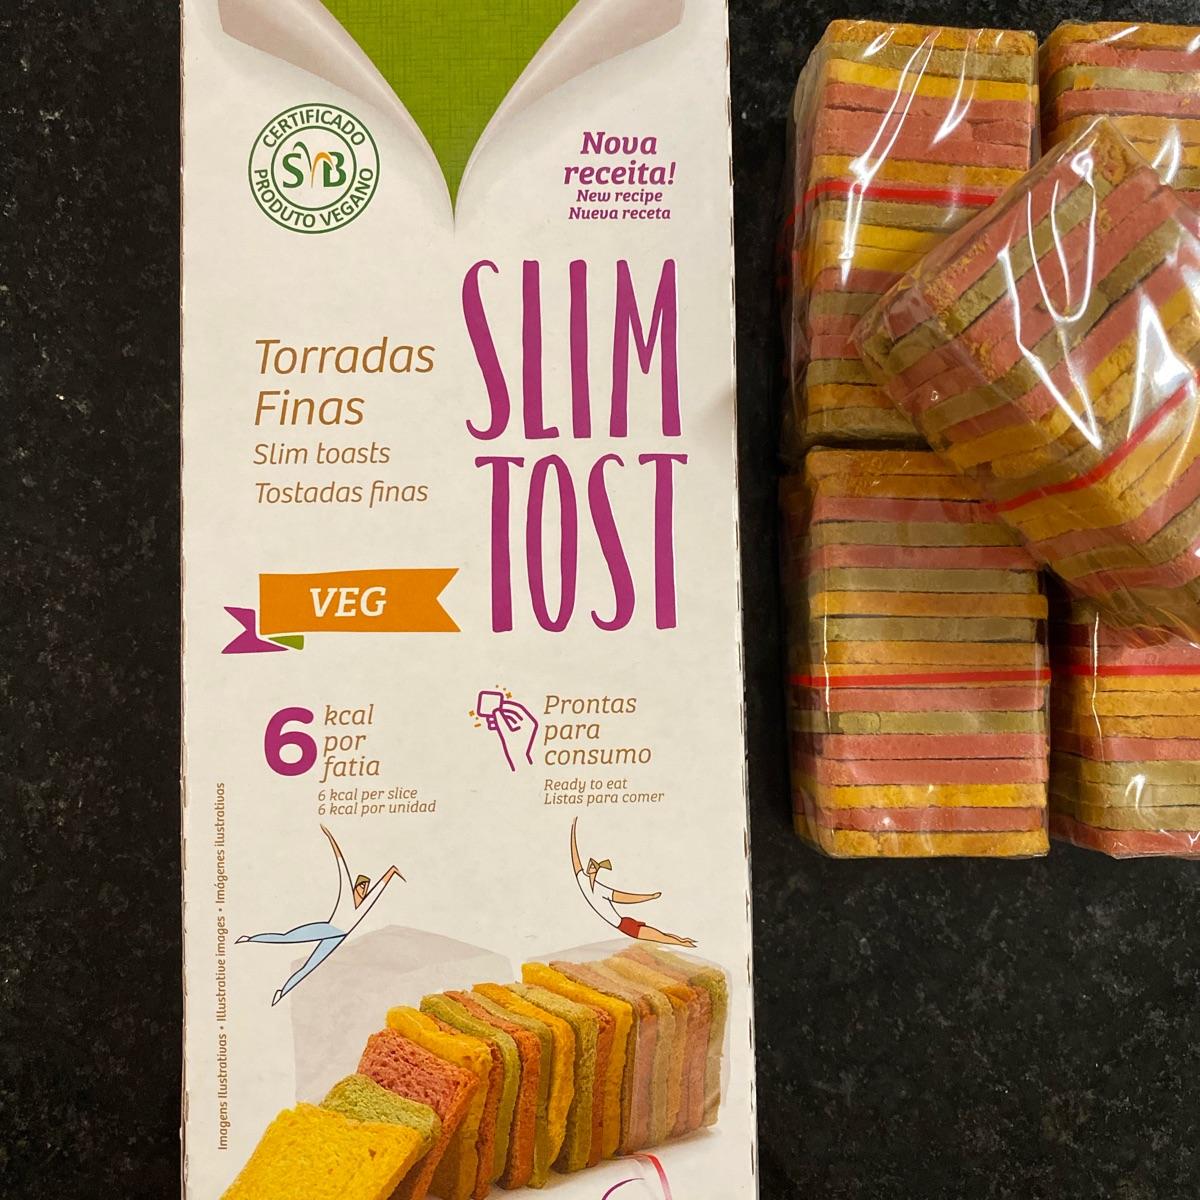 CERTIFICADO
SVB
PRODUTO VEGANO
Nova
receita!
New recipe
Nueva receta
SLIM
TOST
Torradas
Finas
Slim toasts
Tostadas finas
VEG
6 kcal
por
fatia
6 kcal per slice
6 kcal por unidad
Prontas
para
consumo
Ready to eat
Listas para comer
Imagens Ilustrativas • Illustrative images • Imágenes ilustrativos